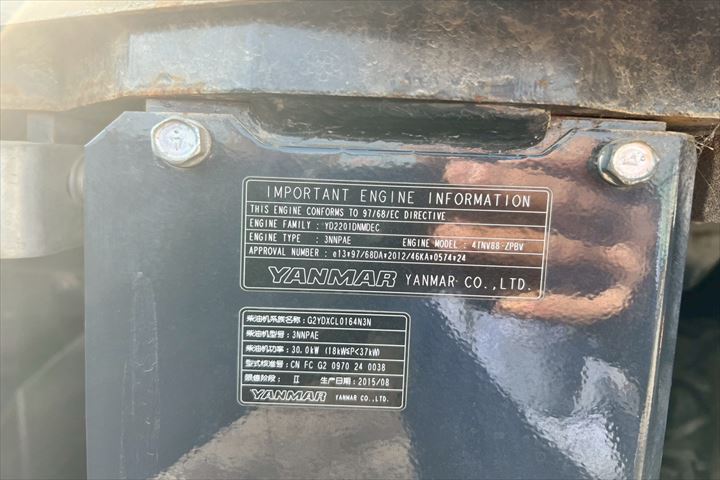 IMPORTANT ENGINE INFORMATION
THIS ENGINE CONFORMS TO 97/68/EC DIRECTIVE
ENGINE FAMILY : YD2201DNMDEC
ENGINE TYPE : 3NNPAE ENGINE MODEL : 4TNV88-ZPBV
APPROVAL NUMBER : e13*97/68DA*2012/46KA*0574*24
YANMAR YANMAR CO.,LTD.
柴油机系族名称: G2YDXCL0164N3N
柴油机型号: 3NNPAE
柴油机功率: 30.0kW (18kW≤P<37kW)
型式核准号: CN FC G2 0970 24 0038
限值阶段: II 生产日期: 2015/08
YANMAR YANMAR CO.,LTD.